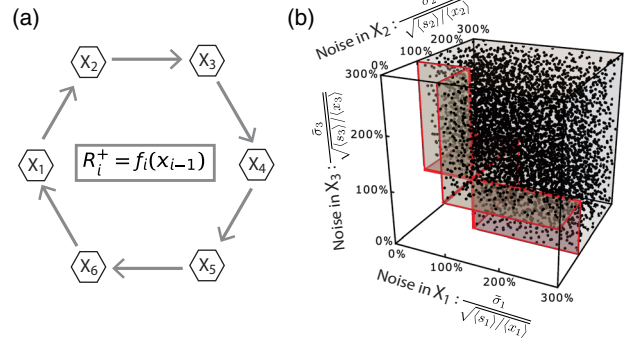 (a)
X₂
X₃
X₁
R⁺ᵢ = fᵢ(xᵢ₋₁)
X₄
X₆
X₅
(b)
Noise in X₂ : σ̃₂ / √(⟨s₂⟩/⟨x₂⟩)
0%
100%
200%
300%
Noise in X₃ : σ̃₃ / √(⟨s₃⟩/⟨x₃⟩)
300%
200%
100%
0%
Noise in X₁ : σ̃₁ / √(⟨s₁⟩/⟨x₁⟩)
0%
100%
200%
300%